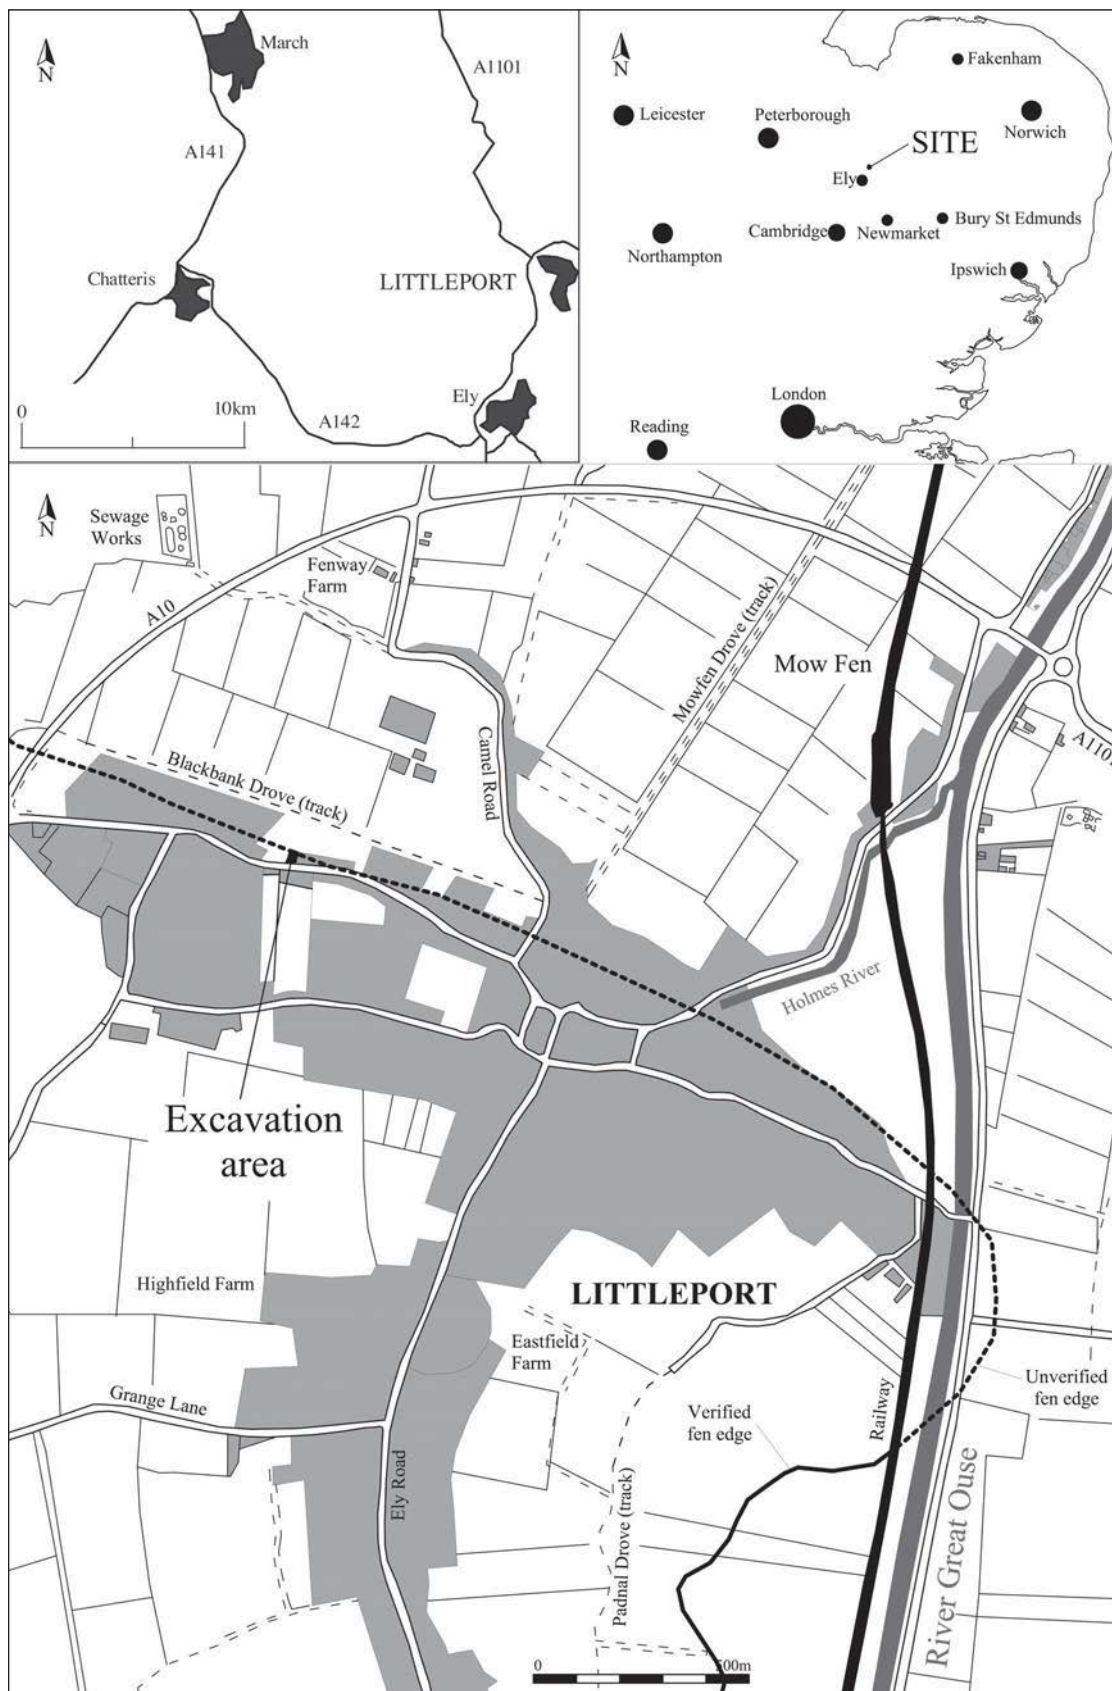 N
March
A1101
A141
Chatteris
LITTLEPORT
0
10km
Ely
A142
N
Fakenham
Leicester
Peterborough
Norwich
SITE
Ely
Cambridge
Newmarket
Bury St Edmunds
Northampton
Ipswich
London
Reading
N
Sewage
Works
Fenway
Farm
A10
Mowfen Drove (track)
Mow Fen
Camel Road
Blackbank Drove (track)
Holmes River
Excavation
area
Highfield Farm
LITTLEPORT
Eastfield
Farm
Grange Lane
Verified
fen edge
Railway
Unverified
fen edge
Ely Road
Padnal Drove (track)
River Great Ouse
0
500m